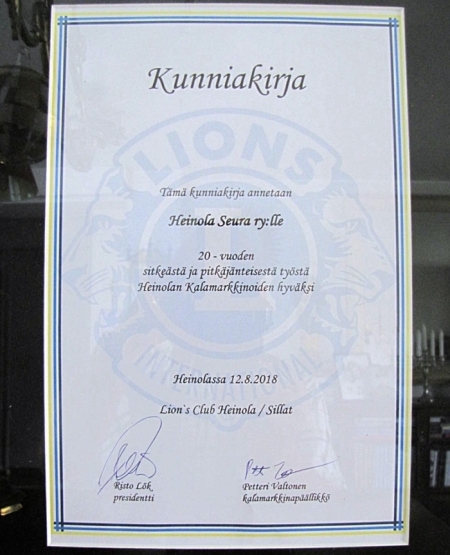 Kunniakirja
LIONS
Tämä kunniakirja annetaan
Heinola Seura ry:lle
20 - vuoden
sitkeästä ja pitkäjänteisestä työstä
Heinolan Kalamarkkinoiden hyväksi
INTERNATIONAL
Heinolassa 12.8.2018
Lion`s Club Heinola / Sillat
Risto Lök
presidentti
Petteri Valtonen
kalamarkkinapäällikkö